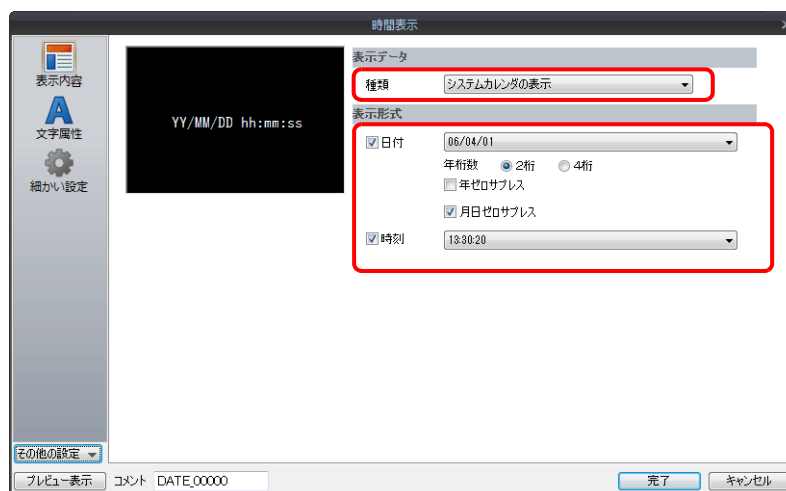 時間表示
表示内容
文字属性
細かい設定
YY/MM/DD hh:mm:ss
表示データ
種類 システムカレンダの表示
表示形式
日付 06/04/01
年桁数 2桁 4桁
年ゼロサプレス
月日ゼロサプレス
時刻 13:30:20
その他の設定
プレビュー表示 コメント DATE_00000 完了 キャンセル